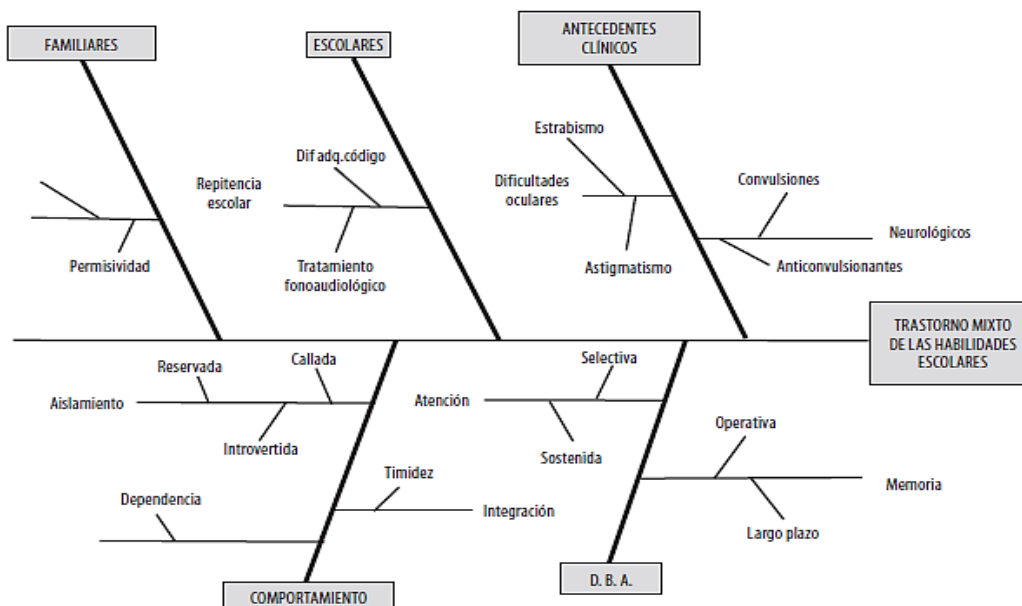 FAMILIARES
ESCOLARES
ANTECEDENTES
CLÍNICOS
Estrabismo
Dif adq.código
Repitencia
escolar
Dificultades
oculares
Convulsiones
Neurológicos
Permisividad
Tratamiento
fonoaudiológico
Astigmatismo
Anticonvulsionantes
TRASTORNO MIXTO
DE LAS HABILIDADES
ESCOLARES
Reservada
Callada
Selectiva
Aislamiento
Atención
Introvertida
Sostenida
Operativa
Timidez
Dependencia
Integración
Memoria
Largo plazo
COMPORTAMIENTO
D. B. A.